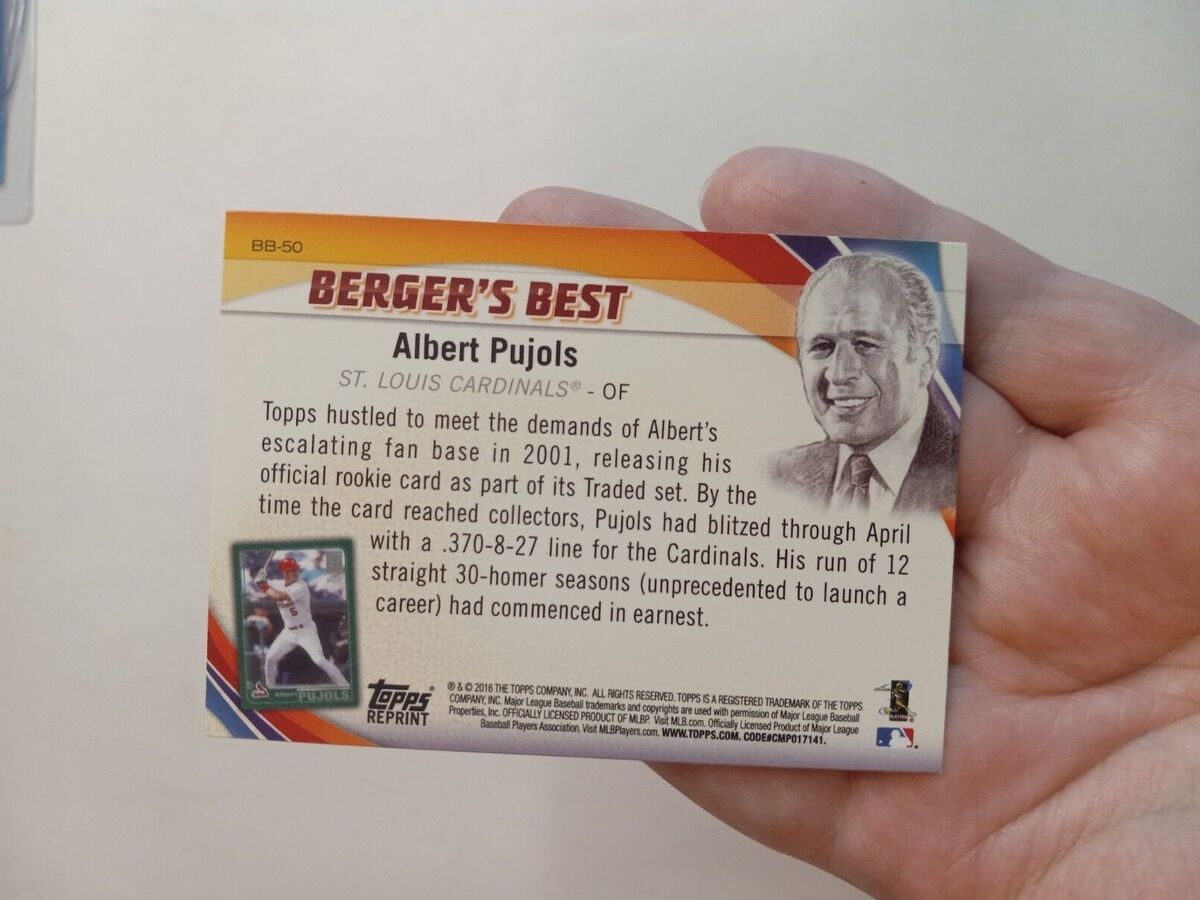 BB-50
BERGER'S BEST
Albert Pujols
ST. LOUIS CARDINALS® - OF
Topps hustled to meet the demands of Albert's
escalating fan base in 2001, releasing his
official rookie card as part of its Traded set. By the
time the card reached collectors, Pujols had blitzed through April
with a .370-8-27 line for the Cardinals. His run of 12
straight 30-homer seasons (unprecedented to launch a
career) had commenced in earnest.
5
Albert PUJOLS
Topps®
REPRINT
® & © 2016 THE TOPPS COMPANY, INC. ALL RIGHTS RESERVED. TOPPS IS A REGISTERED TRADEMARK OF THE TOPPS
COMPANY, INC. Major League Baseball trademarks and copyrights are used with permission of Major League Baseball
Properties, Inc. OFFICIALLY LICENSED PRODUCT OF MLBP. Visit MLB.com. Officially Licensed Product of Major League
Baseball Players Association. Visit MLBPlayers.com. WWW.TOPPS.COM. CODE#CMP017141.
PLAYERS